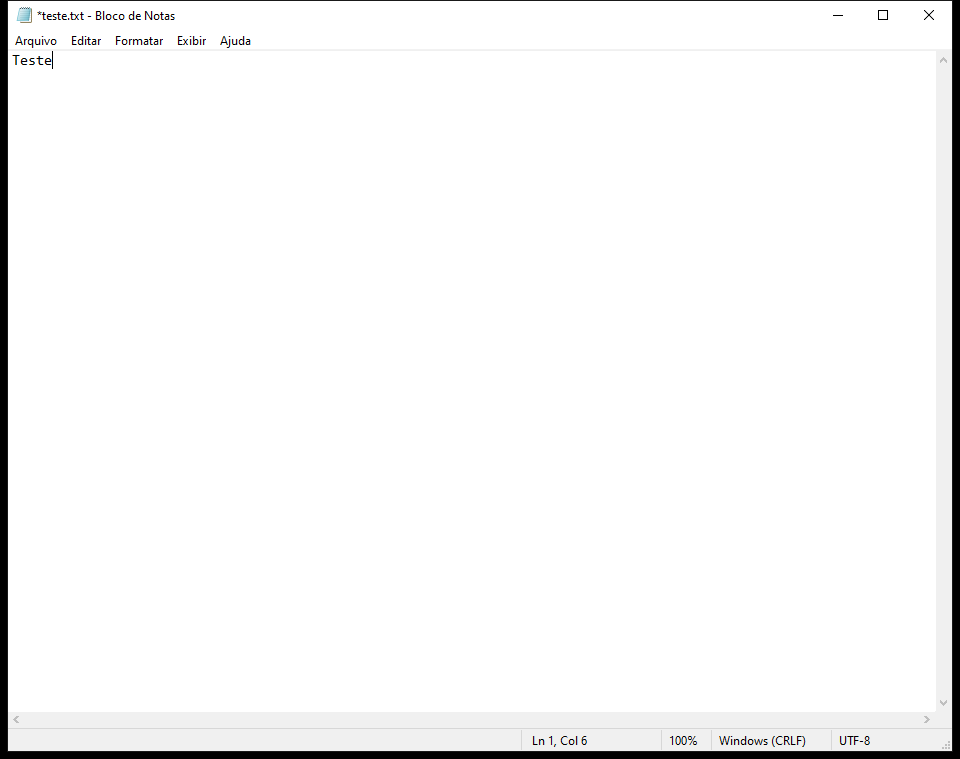 *teste.txt - Bloco de Notas
Arquivo Editar Formatar Exibir Ajuda
Teste
Ln 1, Col 6 100% Windows (CRLF) UTF-8